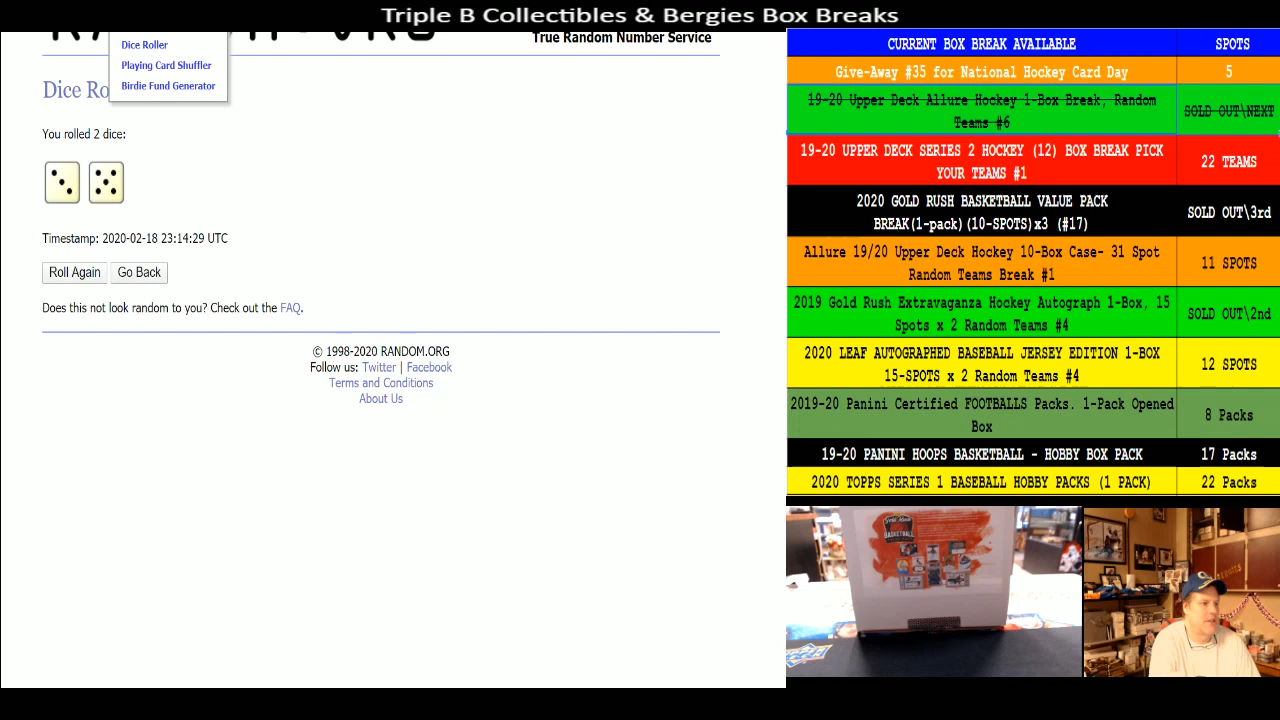 Triple B Collectibles & Bergies Box Breaks
True Random Number Service
Dice Roller
Playing Card Shuffler
Birdie Fund Generator
Dice Ro
You rolled 2 dice:
Timestamp: 2020-02-18 23:14:29 UTC
Roll Again
Go Back
Does this not look random to you? Check out the FAQ.
© 1998-2020 RANDOM.ORG
Follow us: Twitter | Facebook
Terms and Conditions
About Us
CURRENT BOX BREAK AVAILABLE SPOTS
Give-Away #35 for National Hockey Card Day 5
19-20 Upper Deck Allure Hockey 1-Box Break, Random
Teams #6
SOLD OUT\NEXT
19-20 UPPER DECK SERIES 2 HOCKEY (12) BOX BREAK PICK
YOUR TEAMS #1
22 TEAMS
2020 GOLD RUSH BASKETBALL VALUE PACK
BREAK(1-pack)(10-SPOTS)x3 (#17)
SOLD OUT\3rd
Allure 19/20 Upper Deck Hockey 10-Box Case- 31 Spot
Random Teams Break #1
11 SPOTS
2019 Gold Rush Extravaganza Hockey Autograph 1-Box, 15
Spots x 2 Random Teams #4
SOLD OUT\2nd
2020 LEAF AUTOGRAPHED BASEBALL JERSEY EDITION 1-BOX
15-SPOTS x 2 Random Teams #4
12 SPOTS
2019-20 Panini Certified FOOTBALLS Packs. 1-Pack Opened
Box
8 Packs
19-20 PANINI HOOPS BASKETBALL - HOBBY BOX PACK 17 Packs
2020 TOPPS SERIES 1 BASEBALL HOBBY PACKS (1 PACK) 22 Packs
Gold Rush
BASKETBALL